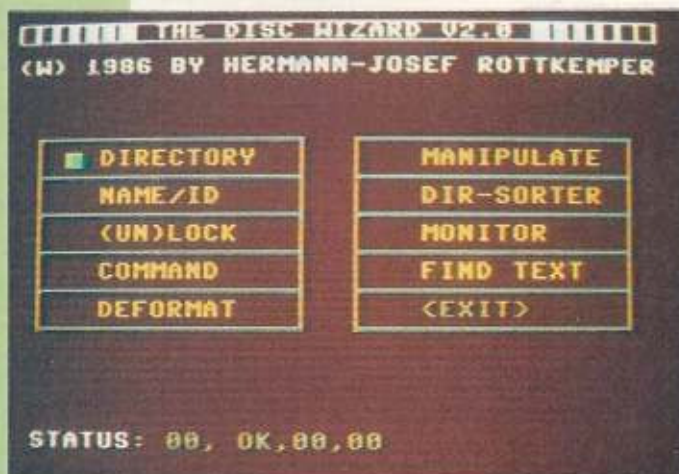 THE DISC WIZARD V2.0
(W) 1986 BY HERMANN-JOSEF ROTTKEMPER
DIRECTORY
NAME/ID
(UN)LOCK
COMMAND
DEFORMAT
MANIPULATE
DIR-SORTER
MONITOR
FIND TEXT
<EXIT>
STATUS: 00, OK,00,00